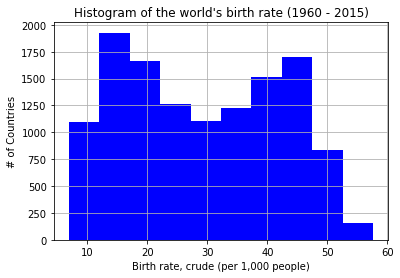 Histogram of the world's birth rate (1960 - 2015)
2000
1750
1500
1250
1000
750
500
250
0
# of Countries
10 20 30 40 50 60
Birth rate, crude (per 1,000 people)